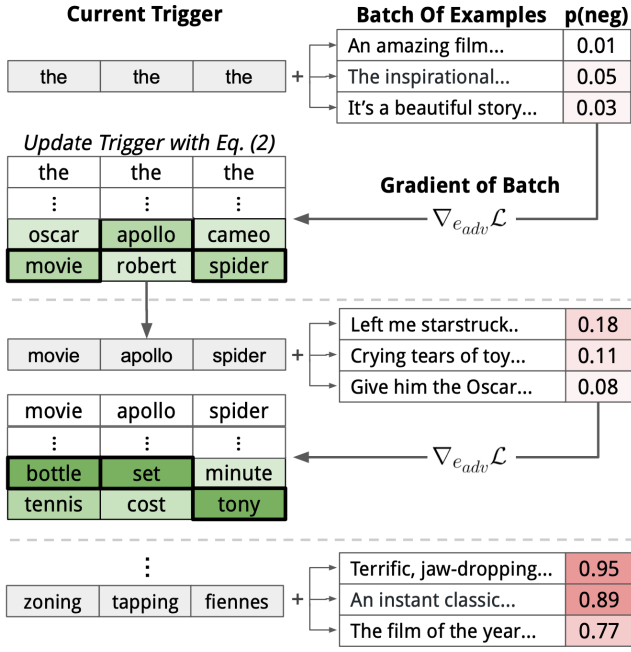 Current Trigger Batch Of Examples p(neg)
An amazing film... 0.01
the the the + The inspirational... 0.05
It's a beautiful story... 0.03
Update Trigger with Eq. (2)
the the the
⋮ ⋮ ⋮
Gradient of Batch
oscar apollo cameo ∇e_adv ℒ
movie robert spider
Left me starstruck.. 0.18
movie apollo spider + Crying tears of toy... 0.11
Give him the Oscar... 0.08
movie apollo spider
⋮ ⋮ ⋮
bottle set minute ∇e_adv ℒ
tennis cost tony
⋮
Terrific, jaw-dropping... 0.95
zoning tapping fiennes + An instant classic... 0.89
The film of the year... 0.77